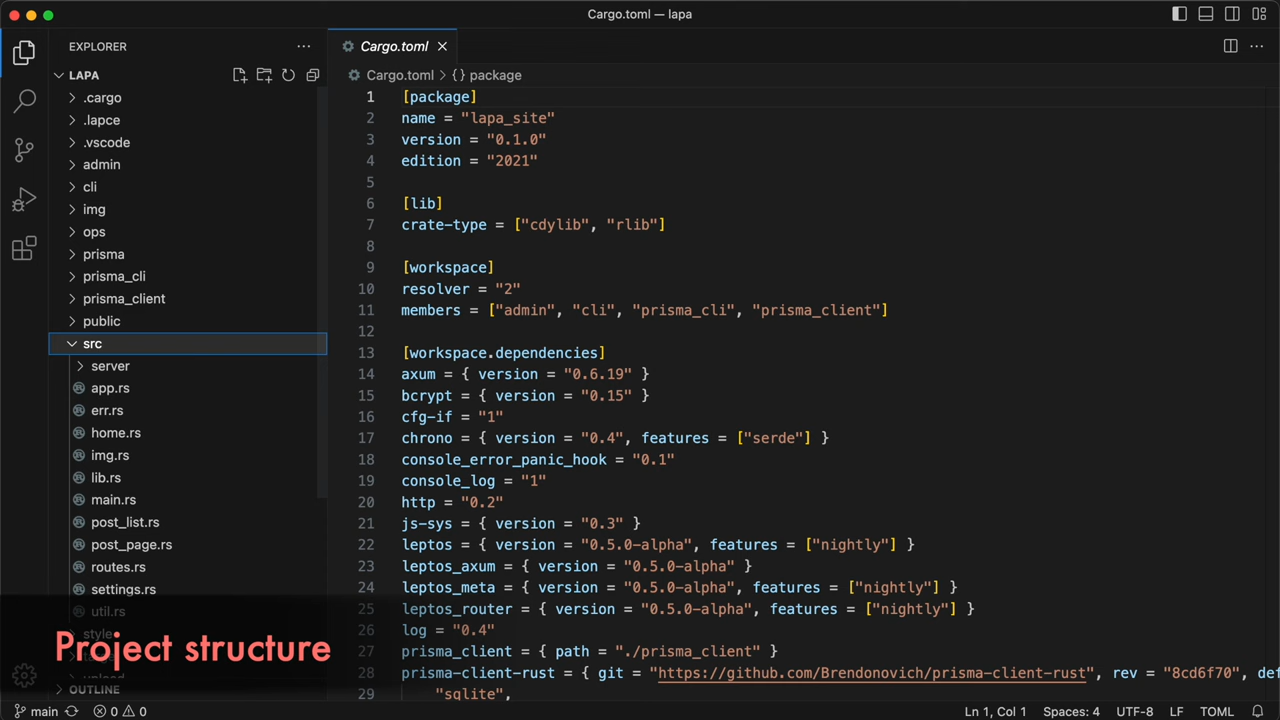 Cargo.toml — lapa
EXPLORER
LAPA
.cargo
.lapce
.vscode
admin
cli
img
ops
prisma
prisma_cli
prisma_client
public
src
server
app.rs
err.rs
home.rs
img.rs
lib.rs
main.rs
post_list.rs
post_page.rs
routes.rs
settings.rs
util.rs
style
OUTLINE
Project structure
Cargo.toml
Cargo.toml > {} package
1 [package]
2 name = "lapa_site"
3 version = "0.1.0"
4 edition = "2021"
5
6 [lib]
7 crate-type = ["cdylib", "rlib"]
8
9 [workspace]
10 resolver = "2"
11 members = ["admin", "cli", "prisma_cli", "prisma_client"]
12
13 [workspace.dependencies]
14 axum = { version = "0.6.19" }
15 bcrypt = { version = "0.15" }
16 cfg-if = "1"
17 chrono = { version = "0.4", features = ["serde"] }
18 console_error_panic_hook = "0.1"
19 console_log = "1"
20 http = "0.2"
21 js-sys = { version = "0.3" }
22 leptos = { version = "0.5.0-alpha", features = ["nightly"] }
23 leptos_axum = { version = "0.5.0-alpha" }
24 leptos_meta = { version = "0.5.0-alpha", features = ["nightly"] }
25 leptos_router = { version = "0.5.0-alpha", features = ["nightly"] }
26 log = "0.4"
27 prisma_client = { path = "./prisma_client" }
28 prisma-client-rust = { git = "https://github.com/Brendonovich/prisma-client-rust", rev = "8cd6f70", def
29 "sqlite",
main 0 0
Ln 1, Col 1 Spaces: 4 UTF-8 LF TOML